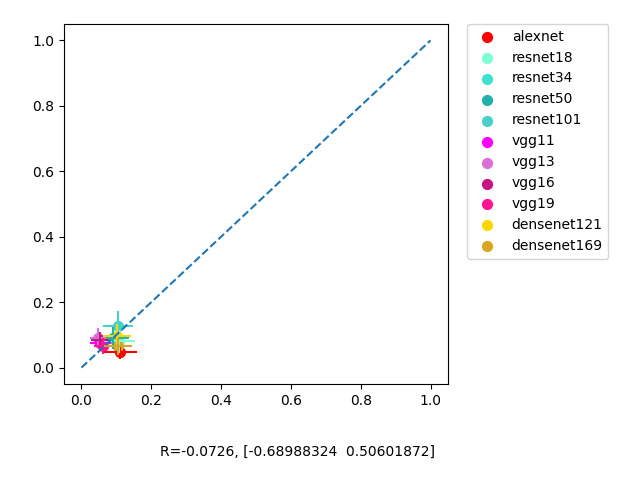 1.0
0.8
0.6
0.4
0.2
0.0
0.0 0.2 0.4 0.6 0.8 1.0
alexnet
resnet18
resnet34
resnet50
resnet101
vgg11
vgg13
vgg16
vgg19
densenet121
densenet169
R=-0.0726, [-0.68988324  0.50601872]